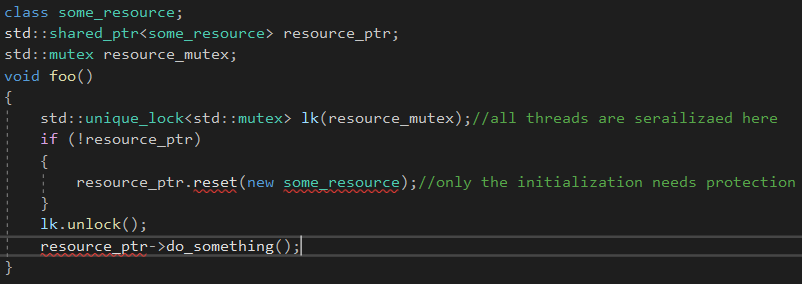 class some_resource;
std::shared_ptr<some_resource> resource_ptr;
std::mutex resource_mutex;
void foo()
{
    std::unique_lock<std::mutex> lk(resource_mutex);//all threads are serailizaed here
    if (!resource_ptr)
    {
        resource_ptr.reset(new some_resource);//only the initialization needs protection
    }
    lk.unlock();
    resource_ptr->do_something();
}